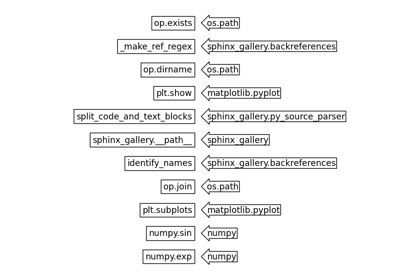 op.exists os.path
_make_ref_regex sphinx_gallery.backreferences
op.dirname os.path
plt.show matplotlib.pyplot
split_code_and_text_blocks sphinx_gallery.py_source_parser
sphinx_gallery.__path__ sphinx_gallery
identify_names sphinx_gallery.backreferences
op.join os.path
plt.subplots matplotlib.pyplot
numpy.sin numpy
numpy.exp numpy